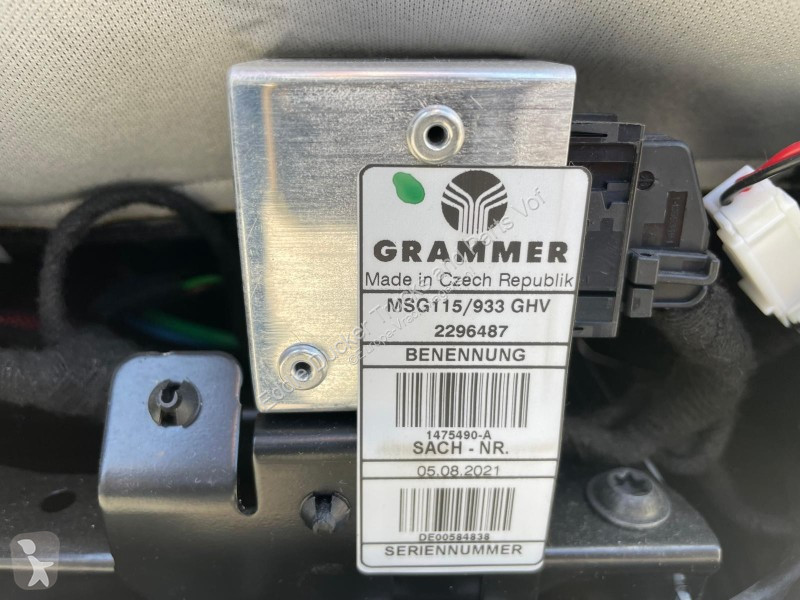 GRAMMER
Made in Czech Republik
MSG115/933 GHV
2296487
BENENNUNG
1475490-A
SACH - NR.
05.08.2021
DE00584838
SERIENNUMMER